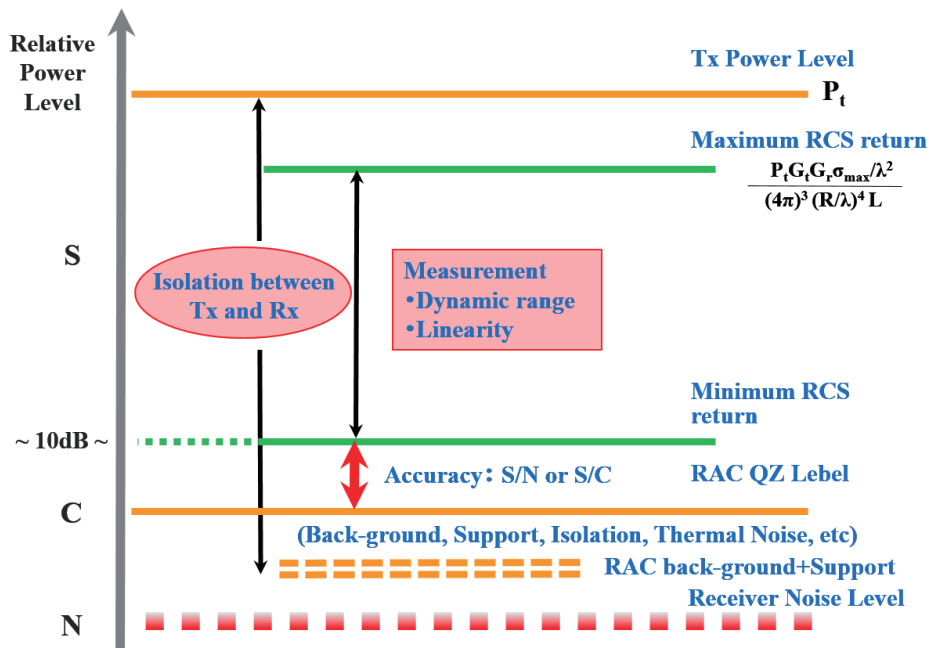 Relative
Power
Level
Tx Power Level
Pₜ
Maximum RCS return
PₜGₜGᵣσₘₐₓ/λ²
(4π)³ (R/λ)⁴ L
S
Isolation between
Tx and Rx
Measurement
•Dynamic range
•Linearity
Minimum RCS
return
~ 10dB ~
Accuracy: S/N or S/C
RAC QZ Lebel
C
(Back-ground, Support, Isolation, Thermal Noise, etc)
RAC back-ground+Support
Receiver Noise Level
N